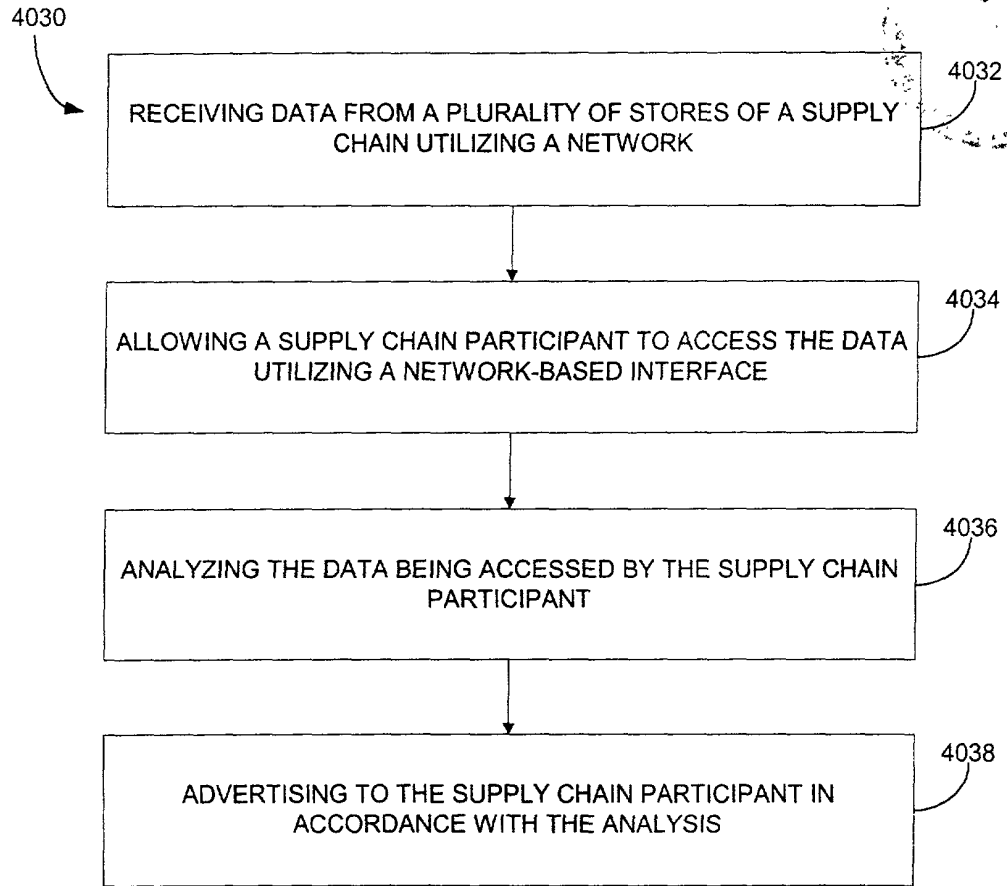 4030
4032
RECEIVING DATA FROM A PLURALITY OF STORES OF A SUPPLY
CHAIN UTILIZING A NETWORK
4034
ALLOWING A SUPPLY CHAIN PARTICIPANT TO ACCESS THE DATA
UTILIZING A NETWORK-BASED INTERFACE
4036
ANALYZING THE DATA BEING ACCESSED BY THE SUPPLY CHAIN
PARTICIPANT
4038
ADVERTISING TO THE SUPPLY CHAIN PARTICIPANT IN
ACCORDANCE WITH THE ANALYSIS